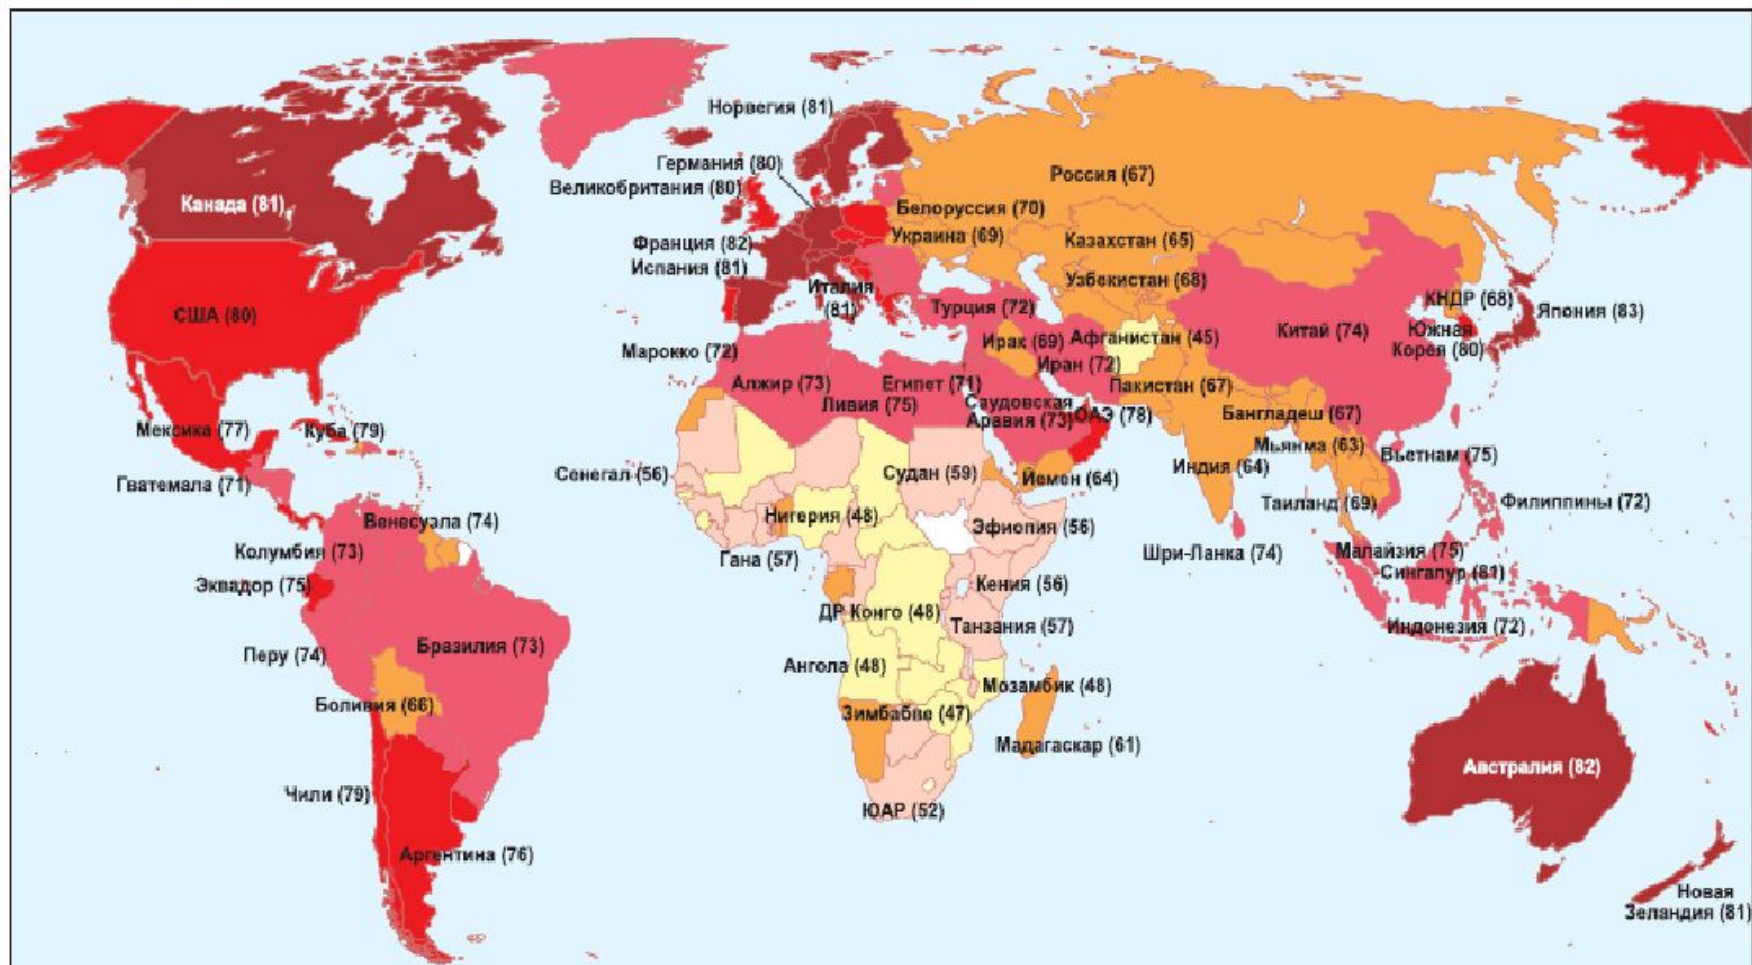 Норвегия (81)
Германия (80)
Великобритания (80)
Россия (67)
Канада (81)
Белоруссия (70)
Украина (69)
Франция (82)
Казахстан (65)
Испания (81)
Узбекистан (68)
Италия
(81)
США (80)
Турция (72)
КНДР (68)
Япония (83)
Китай (74)
Южная
Корея (80)
Ирак (69)
Афганистан (45)
Марокко (72)
Иран (72)
Алжир (73)
Египет (71)
Пакистан (67)
Ливия (75)
Саудовская
Аравия (73)
ОАЭ (78)
Бангладеш (67)
Мексика (77)
Куба (79)
Мьянма (63)
Вьетнам (75)
Индия (64)
Сенегал (56)
Судан (59)
Йемен (64)
Гватемала (71)
Таиланд (69)
Филиппины (72)
Венесуэла (74)
Нигерия (48)
Эфиопия (56)
Колумбия (73)
Гана (57)
Шри-Ланка (74)
Малайзия (75)
Сингапур (81)
Эквадор (75)
Кения (56)
ДР Конго (48)
Танзания (57)
Индонезия (72)
Перу (74)
Бразилия (73)
Ангола (48)
Мозамбик (48)
Боливия (66)
Зимбабве (47)
Мадагаскар (61)
Австралия (82)
Чили (79)
ЮАР (52)
Аргентина (76)
Новая
Зеландия (81)